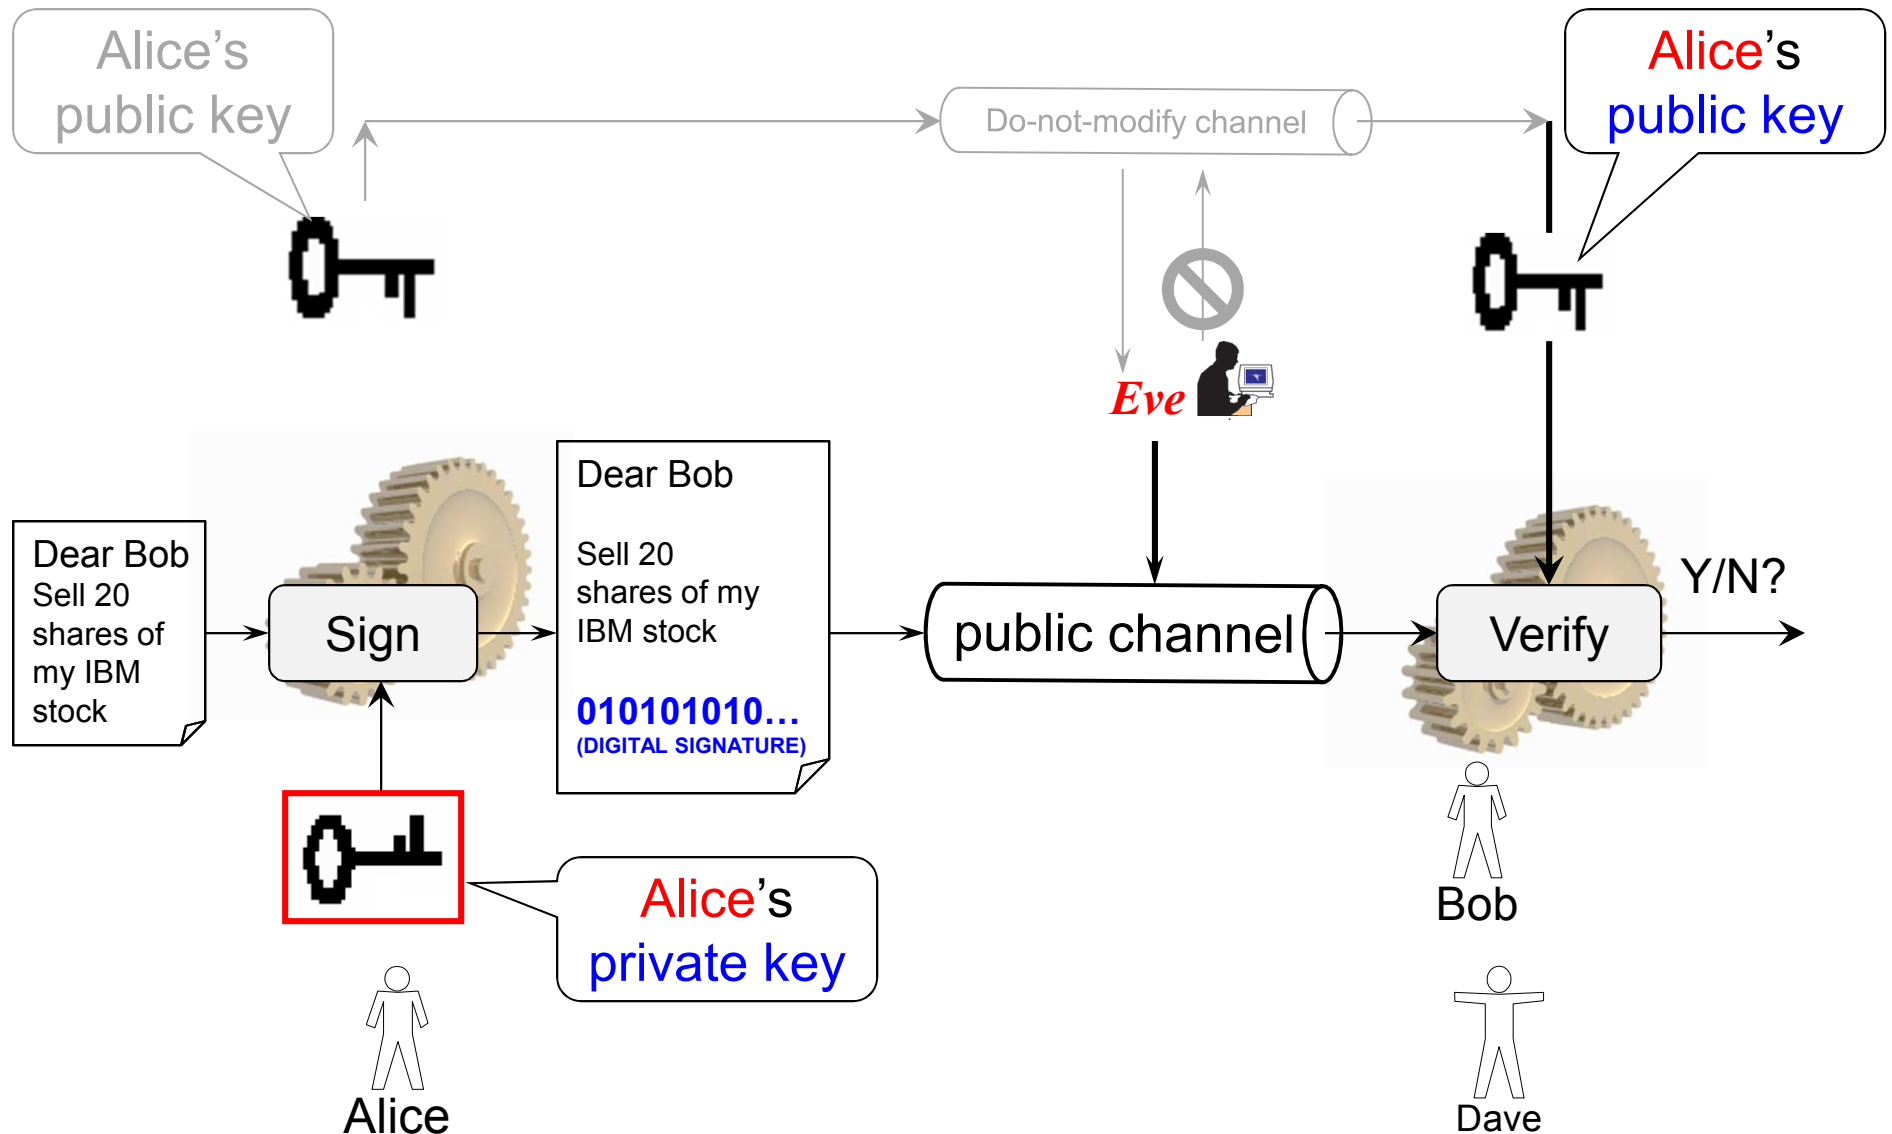 Alice’s
public key
Do-not-modify channel
Alice’s
public key
Eve
Dear Bob
Sell 20
shares of
my IBM
stock
Sign
Dear Bob
Sell 20
shares of my
IBM stock
010101010…
(DIGITAL SIGNATURE)
public channel
Verify
Y/N?
Alice’s
private key
Alice
Bob
Dave